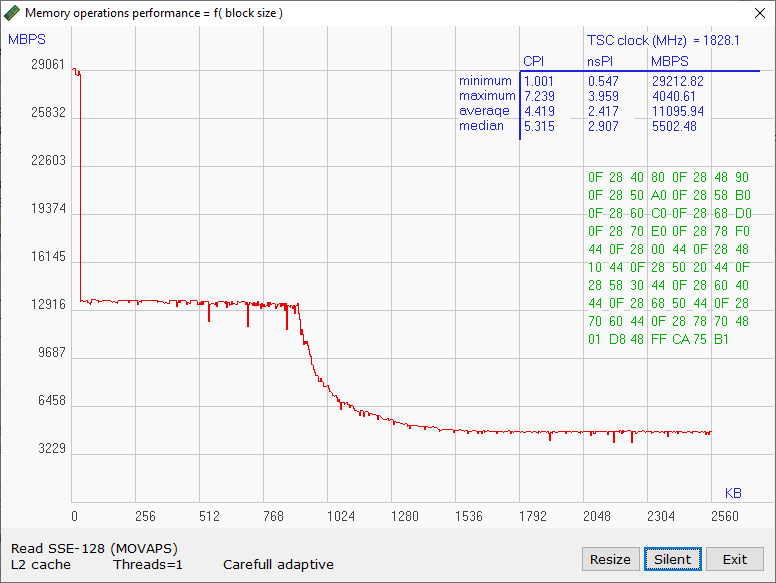 Memory operations performance = f( block size )
MBPS
TSC clock (MHz) = 1828.1
CPI nsPI MBPS
minimum 1.001 0.547 29212.82
maximum 7.239 3.959 4040.61
average 4.419 2.417 11095.94
median 5.315 2.907 5502.48
29061
25832
22603
19374
16145
12916
9687
6458
3229
0F 28 40 80 0F 28 48 90
0F 28 50 A0 0F 28 58 B0
0F 28 60 C0 0F 28 68 D0
0F 28 70 E0 0F 28 78 F0
44 0F 28 00 44 0F 28 48
10 44 0F 28 50 20 44 0F
28 58 30 44 0F 28 60 40
44 0F 28 68 50 44 0F 28
70 60 44 0F 28 78 70 48
01 D8 48 FF CA 75 B1
KB
0 256 512 768 1024 1280 1536 1792 2048 2304 2560
Read SSE-128 (MOVAPS)
L2 cache Threads=1 Carefull adaptive
Resize Silent Exit